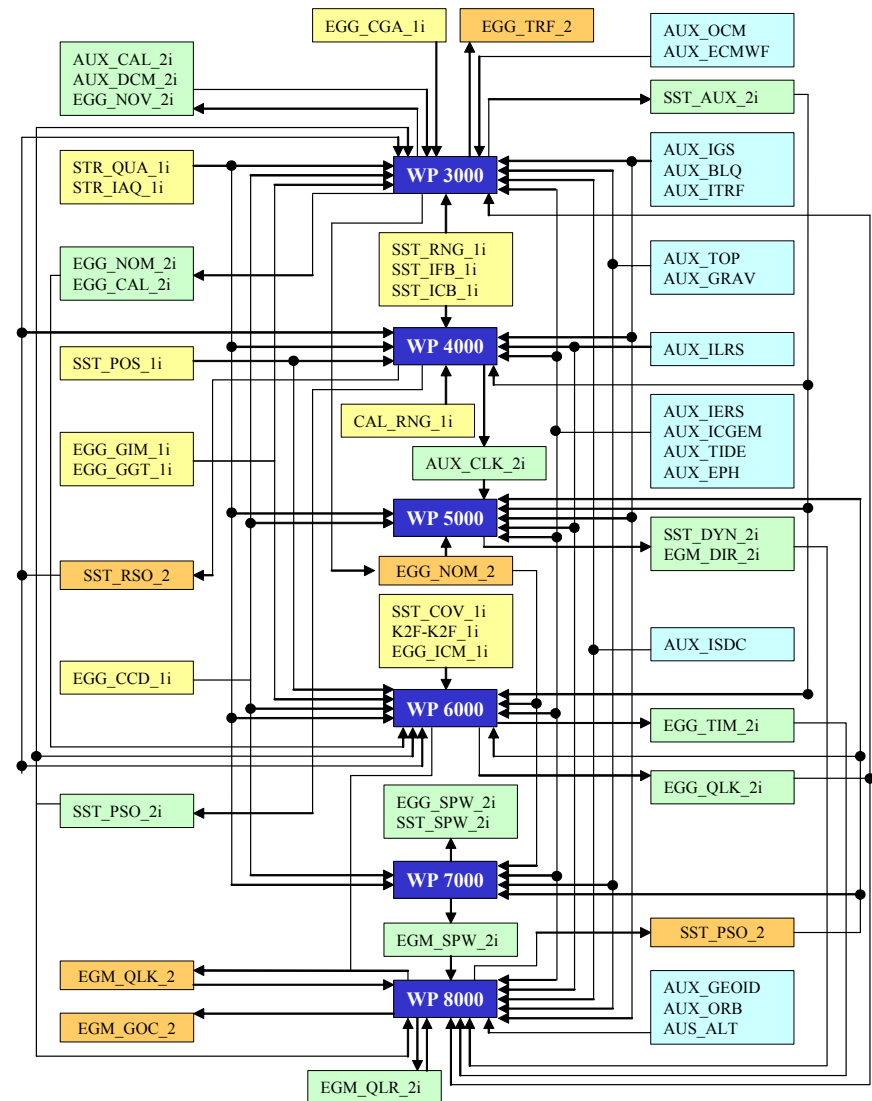 EGG_CGA_1i
EGG_TRF_2
AUX_OCM
AUX_ECMWF
AUX_CAL_2i
AUX_DCM_2i
EGG_NOV_2i
SST_AUX_2i
STR_QUA_1i
STR_IAQ_1i
WP 3000
AUX_IGS
AUX_BLQ
AUX_ITRF
EGG_NOM_2i
EGG_CAL_2i
SST_RNG_1i
SST_IFB_1i
SST_ICB_1i
AUX_TOP
AUX_GRAV
SST_POS_1i
WP 4000
AUX_ILRS
CAL_RNG_1i
EGG_GIM_1i
EGG_GGT_1i
AUX_CLK_2i
AUX_IERS
AUX_ICGEM
AUX_TIDE
AUX_EPH
WP 5000
SST_DYN_2i
EGM_DIR_2i
SST_RSO_2
EGG_NOM_2
SST_COV_1i
K2F-K2F_1i
EGG_ICM_1i
AUX_ISDC
EGG_CCD_1i
WP 6000
EGG_TIM_2i
EGG_QLK_2i
SST_PSO_2i
EGG_SPW_2i
SST_SPW_2i
WP 7000
EGM_SPW_2i
SST_PSO_2
EGM_QLK_2
WP 8000
AUX_GEOID
AUX_ORB
AUS_ALT
EGM_GOC_2
EGM_QLR_2i